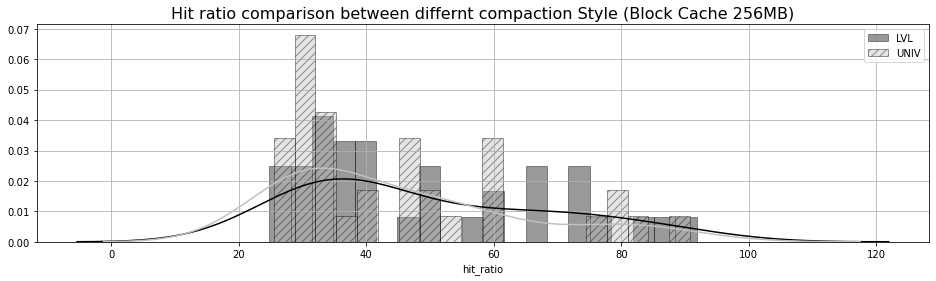 Hit ratio comparison between differnt compaction Style (Block Cache 256MB)
0.07
0.06
0.05
0.04
0.03
0.02
0.01
0.00
LVL
UNIV
0 20 40 60 80 100 120
hit_ratio